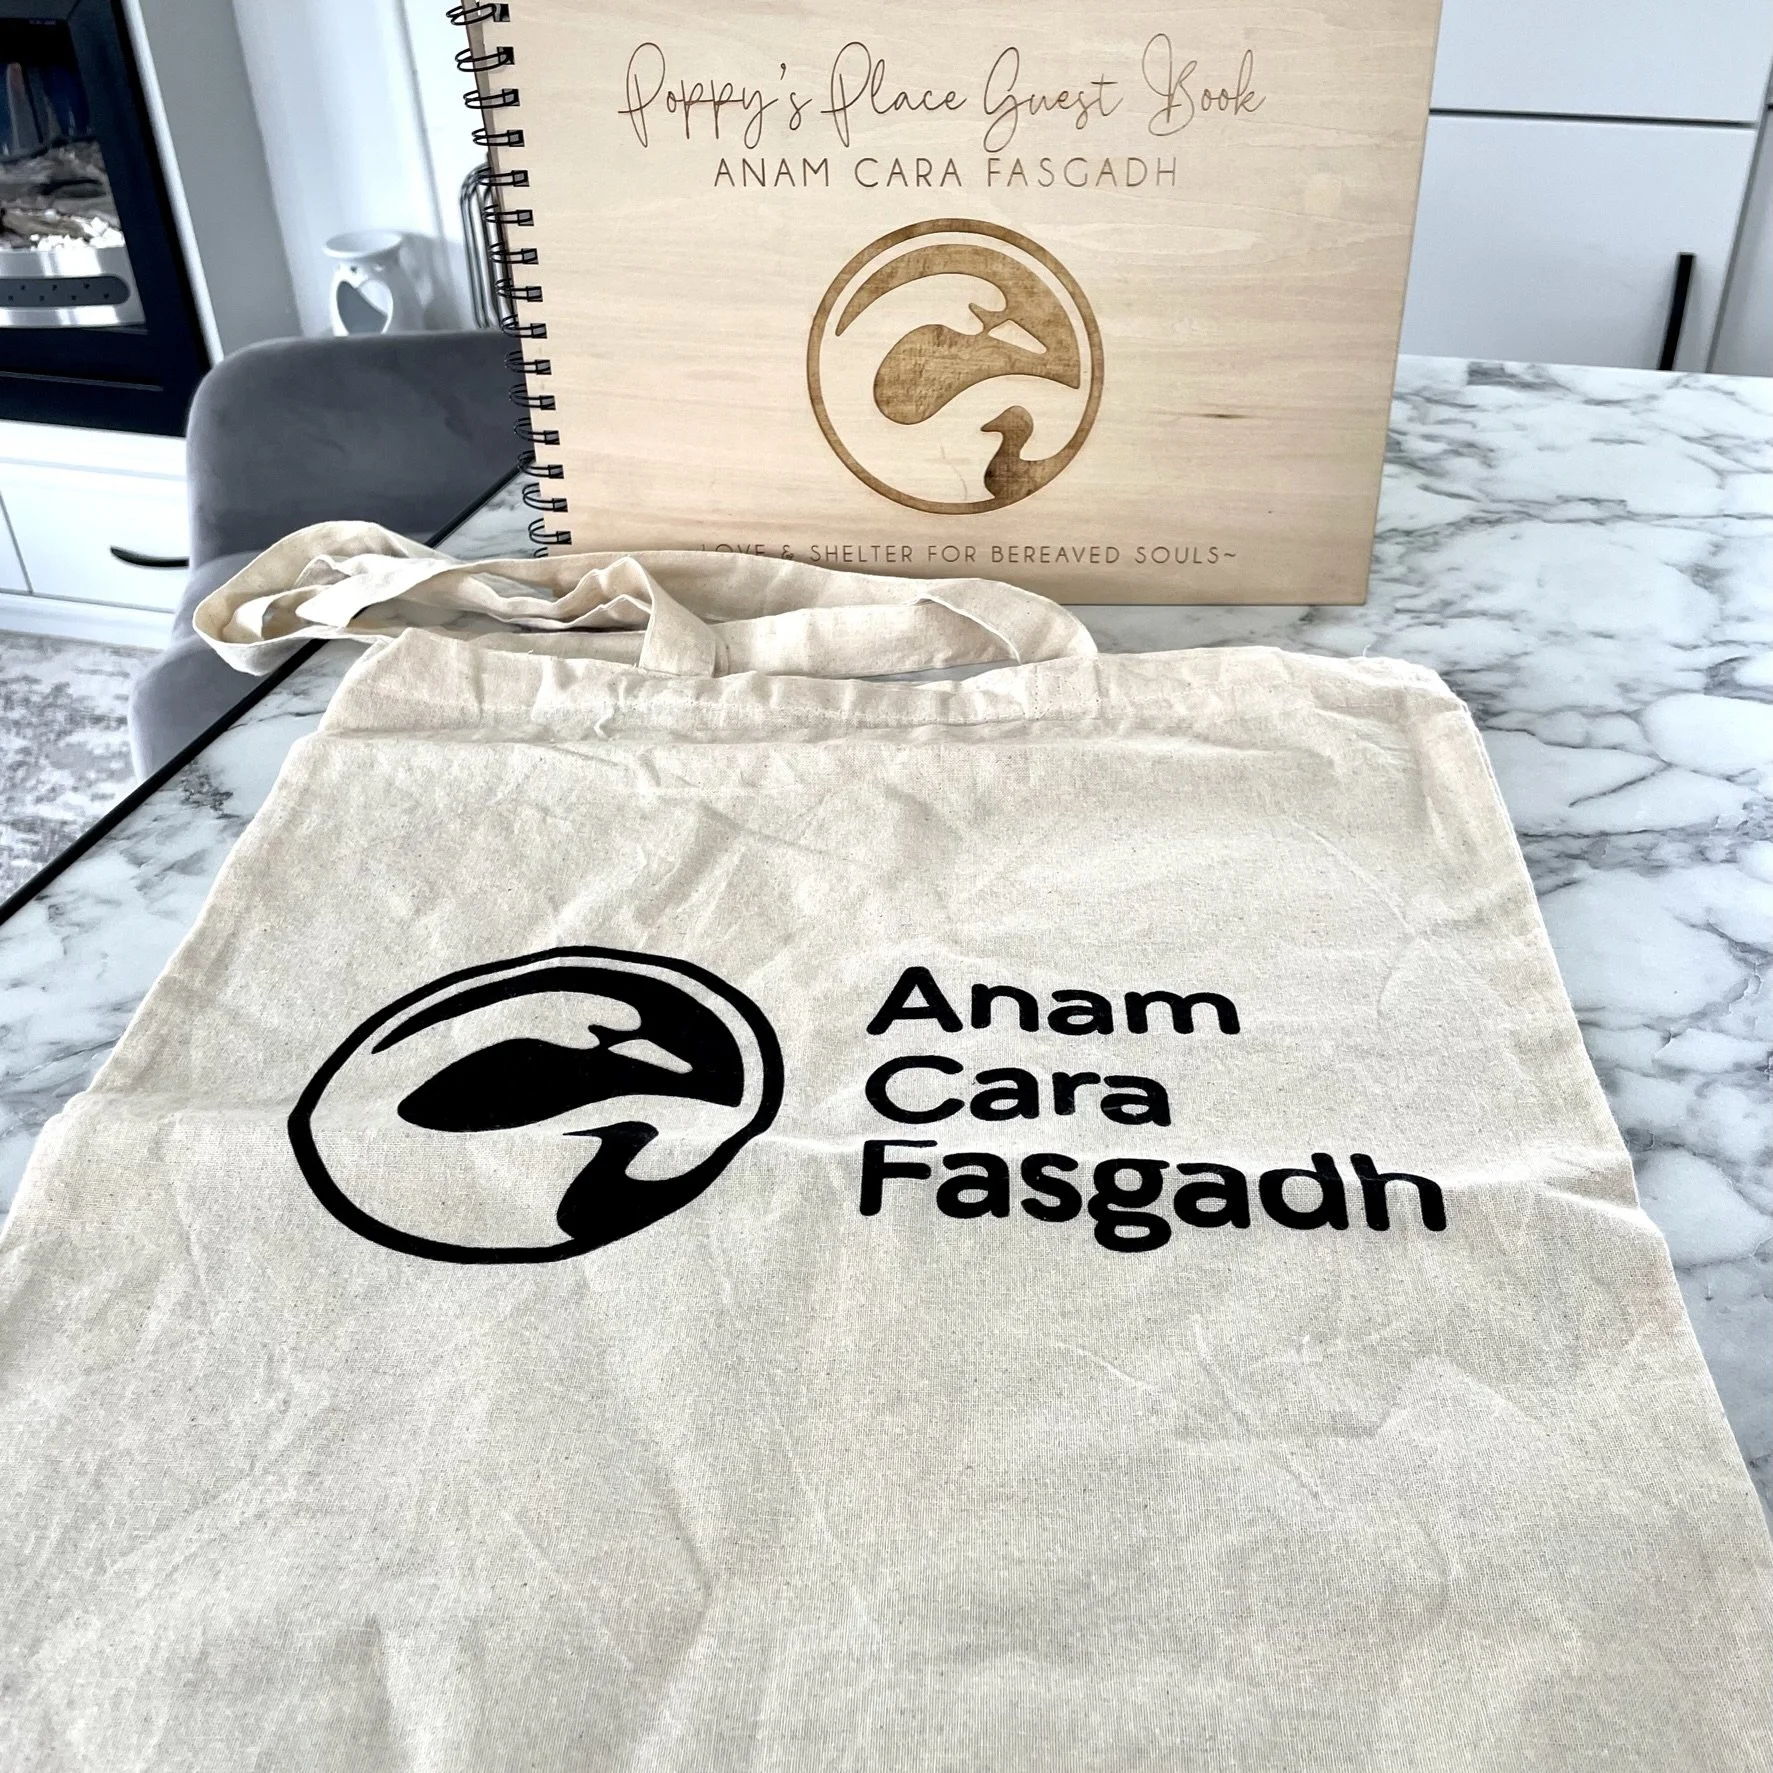 Poppy's Place Guest Book
ANAM CARA FASGADH
LOVE & SHELTER FOR BEREAVED SOULS~
Anam
Cara
Fasgadh